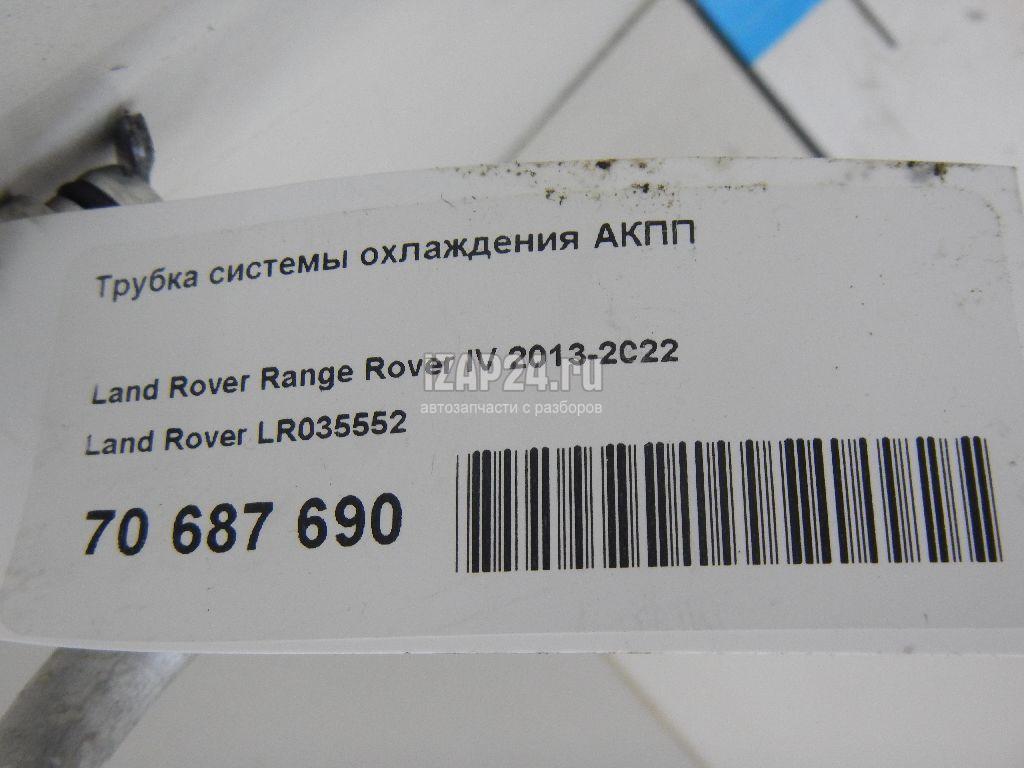 Трубка системы охлаждения АКПП
Land Rover Range Rover IV 2013-2022
iZAP24.ru
автозапчасти с разборов
Land Rover LR035552
70 687 690